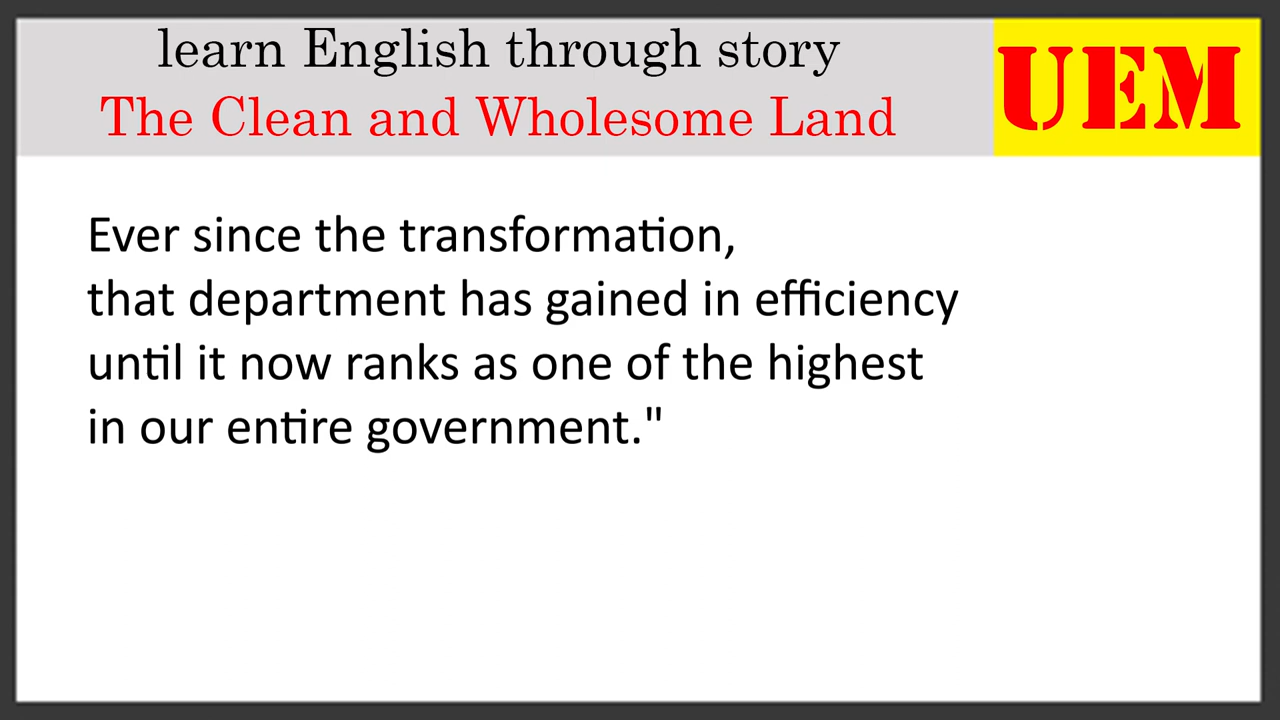 learn English through story
The Clean and Wholesome Land
UEM
Ever since the transformation,
that department has gained in efficiency
until it now ranks as one of the highest
in our entire government."